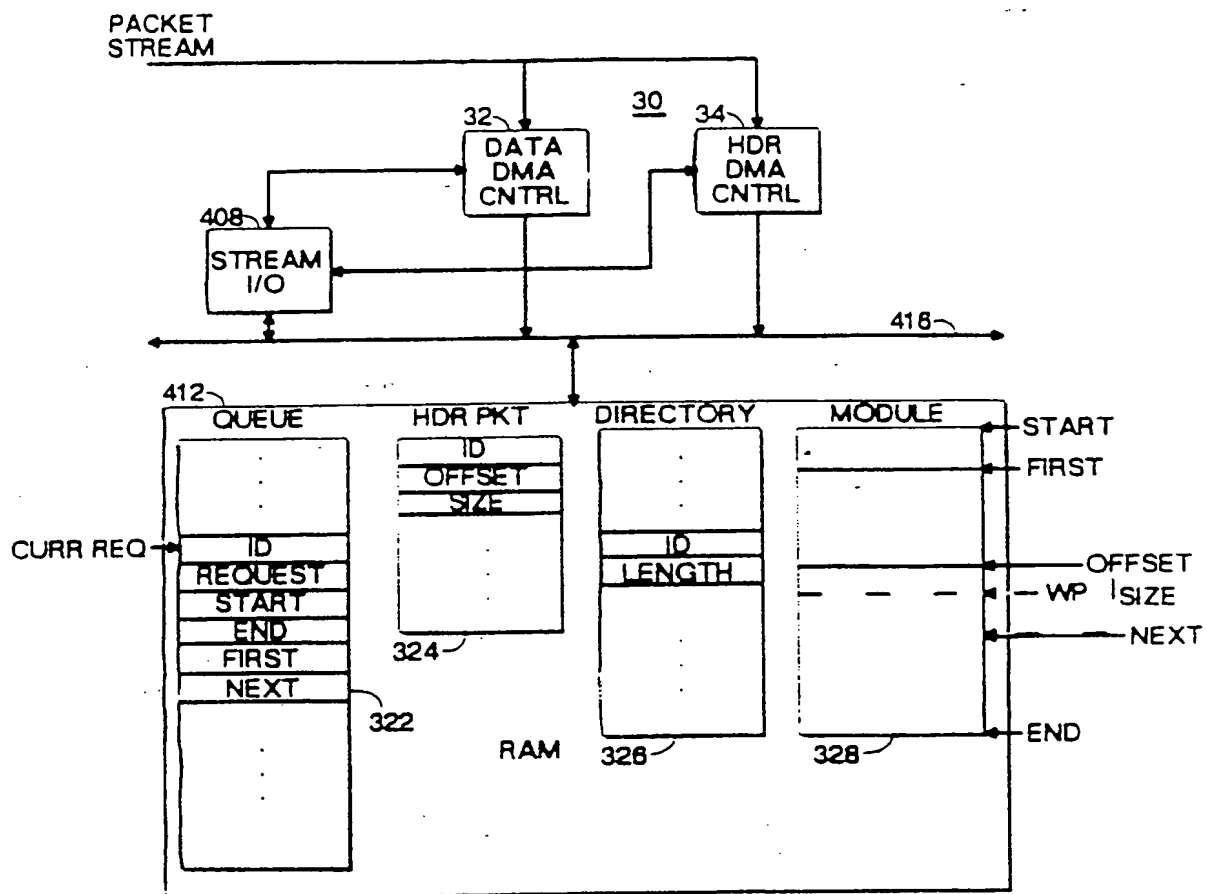 PACKET
STREAM
30
32
DATA
DMA
CNTRL
34
HDR
DMA
CNTRL
408
STREAM
I/O
416
412
QUEUE
HDR PKT
DIRECTORY
MODULE
START
ID
FIRST
OFFSET
SIZE
CURR REQ
ID
ID
OFFSET
REQUEST
LENGTH
WP
SIZE
START
END
NEXT
324
FIRST
NEXT
322
RAM
326
328
END